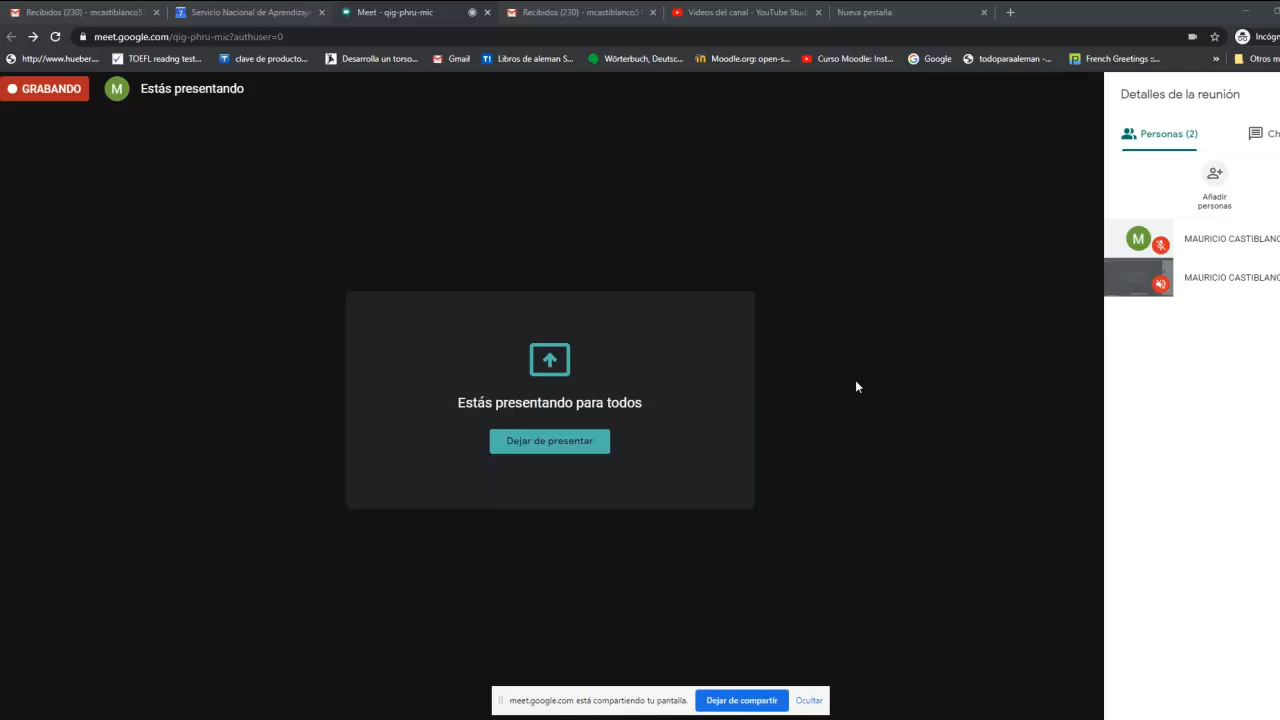 Recibidos (230) - mcastiblanco5
Servicio Nacional de Aprendizaje
Meet - qig-phru-mic
Recibidos (230) - mcastiblanco5
Videos del canal - YouTube Stud
Nueva pestaña
meet.google.com/qig-phru-mic?authuser=0
Incógn
http://www.hueber....
TOEFL readng test...
clave de producto...
Desarrolla un torso...
Gmail
Libros de aleman S...
Wörterbuch, Deutsc...
Moodle.org: open-s...
Curso Moodle: Inst...
Google
todoparaaleman -...
French Greetings ::...
»
Otros m
GRABANDO
M
Estás presentando
Detalles de la reunión
Personas (2)
Ch
Añadir
personas
M
MAURICIO CASTIBLANC
MAURICIO CASTIBLANC
Estás presentando para todos
Dejar de presentar
meet.google.com está compartiendo tu pantalla.
Dejar de compartir
Ocultar